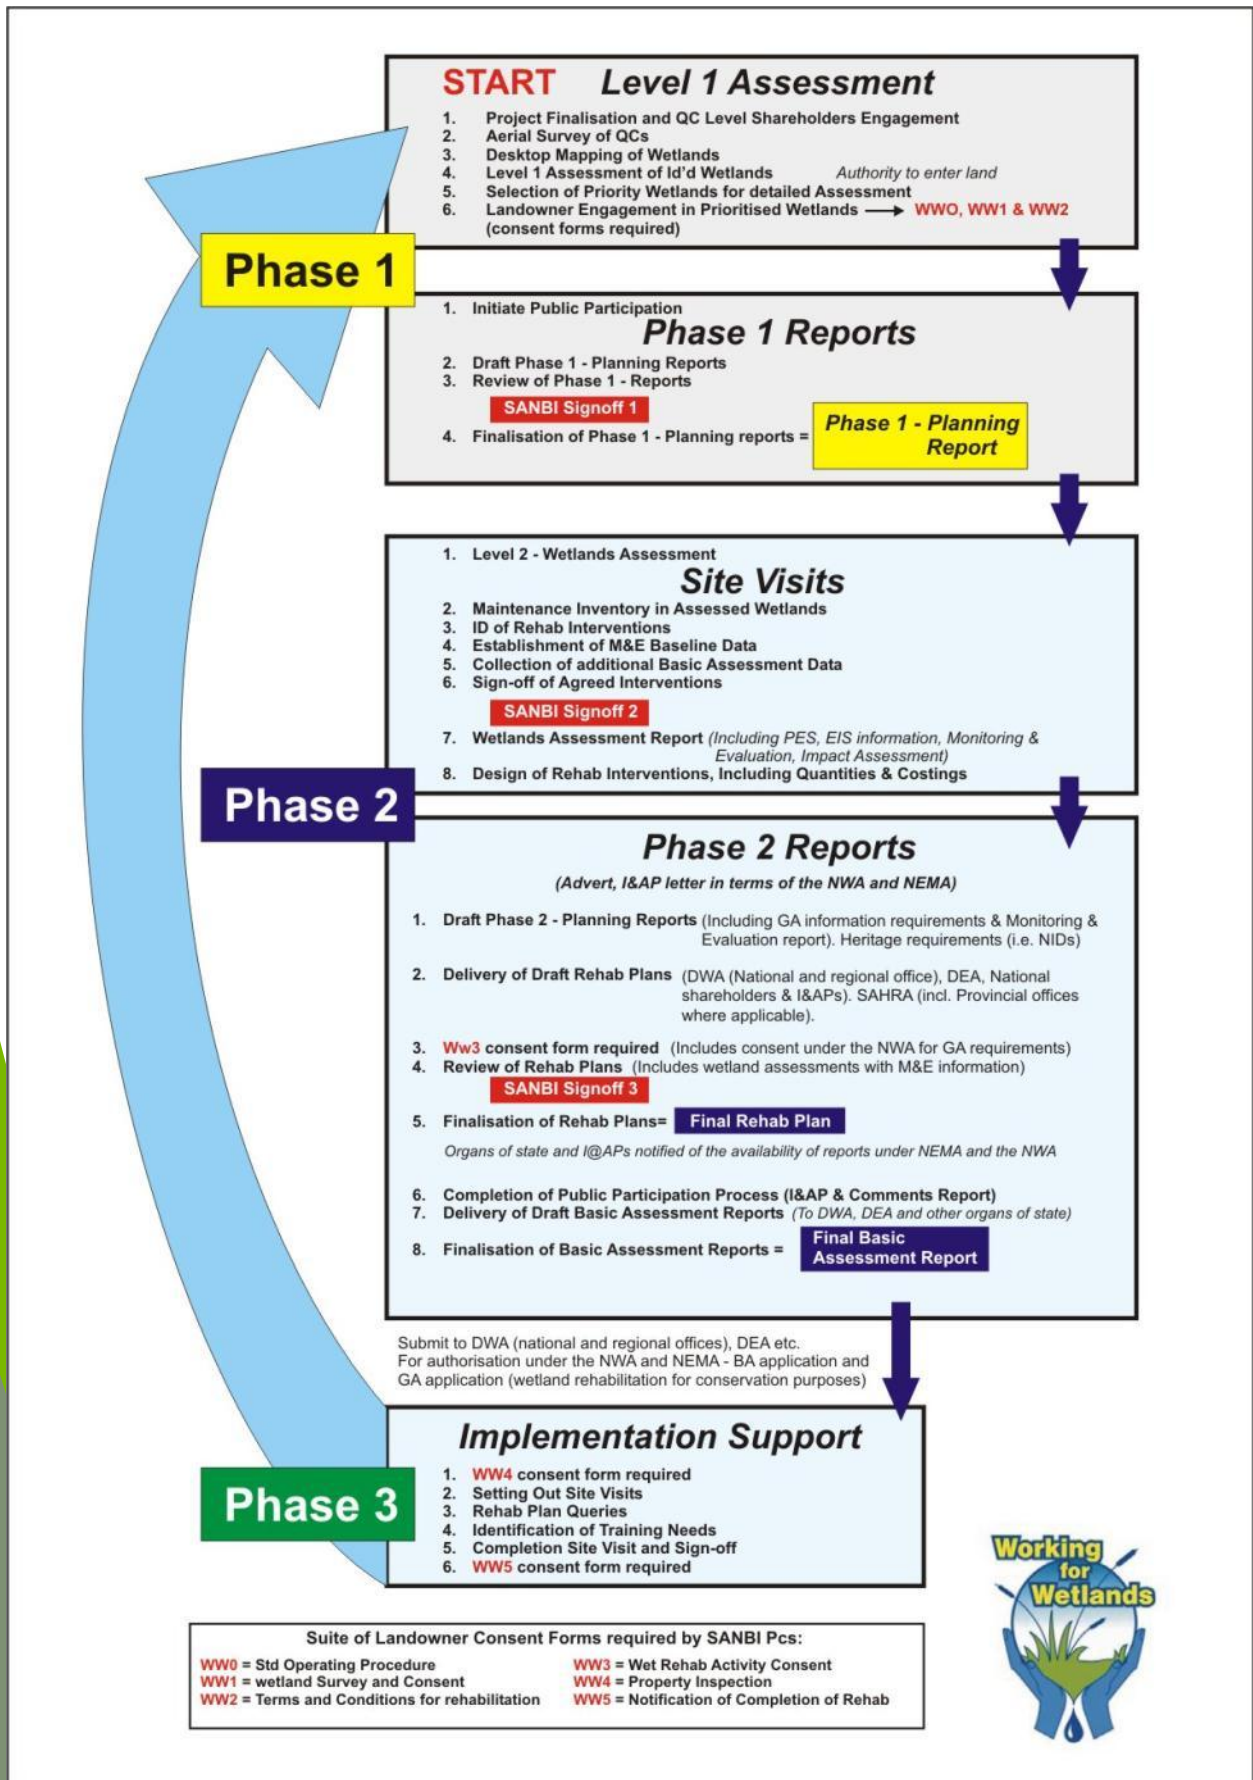 START Level 1 Assessment
1. Project Finalisation and QC Level Shareholders Engagement
2. Aerial Survey of QCs
3. Desktop Mapping of Wetlands
4. Level 1 Assessment of Id'd Wetlands Authority to enter land
5. Selection of Priority Wetlands for detailed Assessment
6. Landowner Engagement in Prioritised Wetlands → WWO, WW1 & WW2
(consent forms required)
Phase 1
1. Initiate Public Participation
Phase 1 Reports
2. Draft Phase 1 - Planning Reports
3. Review of Phase 1 - Reports
SANBI Signoff 1
4. Finalisation of Phase 1 - Planning reports =
Phase 1 - Planning
Report
1. Level 2 - Wetlands Assessment
Site Visits
2. Maintenance Inventory in Assessed Wetlands
3. ID of Rehab Interventions
4. Establishment of M&E Baseline Data
5. Collection of additional Basic Assessment Data
6. Sign-off of Agreed Interventions
SANBI Signoff 2
7. Wetlands Assessment Report (Including PES, EIS information, Monitoring &
Evaluation, Impact Assessment)
8. Design of Rehab Interventions, Including Quantities & Costings
Phase 2
Phase 2 Reports
(Advert, I&AP letter in terms of the NWA and NEMA)
1. Draft Phase 2 - Planning Reports (Including GA information requirements & Monitoring &
Evaluation report). Heritage requirements (i.e. NIDs)
2. Delivery of Draft Rehab Plans (DWA (National and regional office), DEA, National
shareholders & I&APs). SAHRA (incl. Provincial offices
where applicable).
3. Ww3 consent form required (Includes consent under the NWA for GA requirements)
4. Review of Rehab Plans (Includes wetland assessments with M&E information)
SANBI Signoff 3
5. Finalisation of Rehab Plans= Final Rehab Plan
Organs of state and I@APs notified of the availability of reports under NEMA and the NWA
6. Completion of Public Participation Process (I&AP & Comments Report)
7. Delivery of Draft Basic Assessment Reports (To DWA, DEA and other organs of state)
8. Finalisation of Basic Assessment Reports =
Final Basic
Assessment Report
Submit to DWA (national and regional offices), DEA etc.
For authorisation under the NWA and NEMA - BA application and
GA application (wetland rehabilitation for conservation purposes)
Implementation Support
Phase 3
1. WW4 consent form required
2. Setting Out Site Visits
3. Rehab Plan Queries
4. Identification of Training Needs
5. Completion Site Visit and Sign-off
6. WW5 consent form required
Working
for
Wetlands
Suite of Landowner Consent Forms required by SANBI Pcs:
WW0 = Std Operating Procedure WW3 = Wet Rehab Activity Consent
WW1 = wetland Survey and Consent WW4 = Property Inspection
WW2 = Terms and Conditions for rehabilitation WW5 = Notification of Completion of Rehab